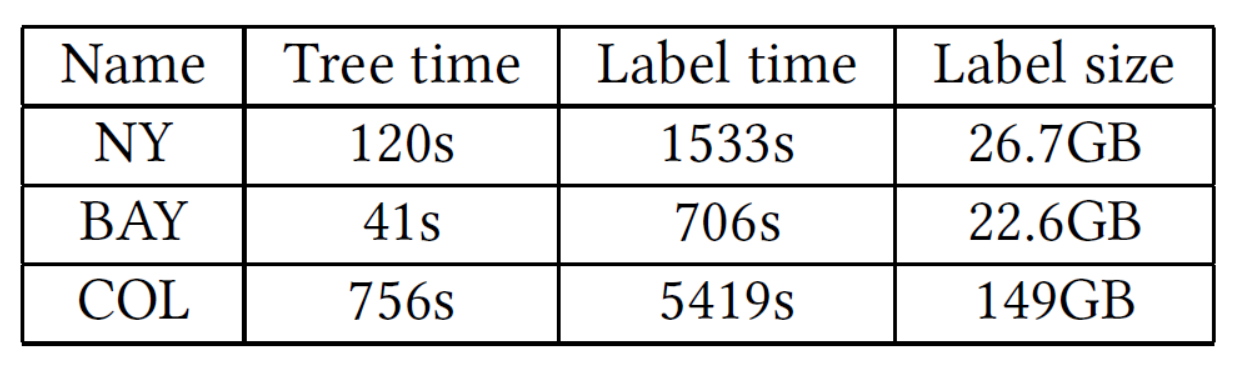 Name Tree time Label time Label size
NY 120s 1533s 26.7GB
BAY 41s 706s 22.6GB
COL 756s 5419s 149GB